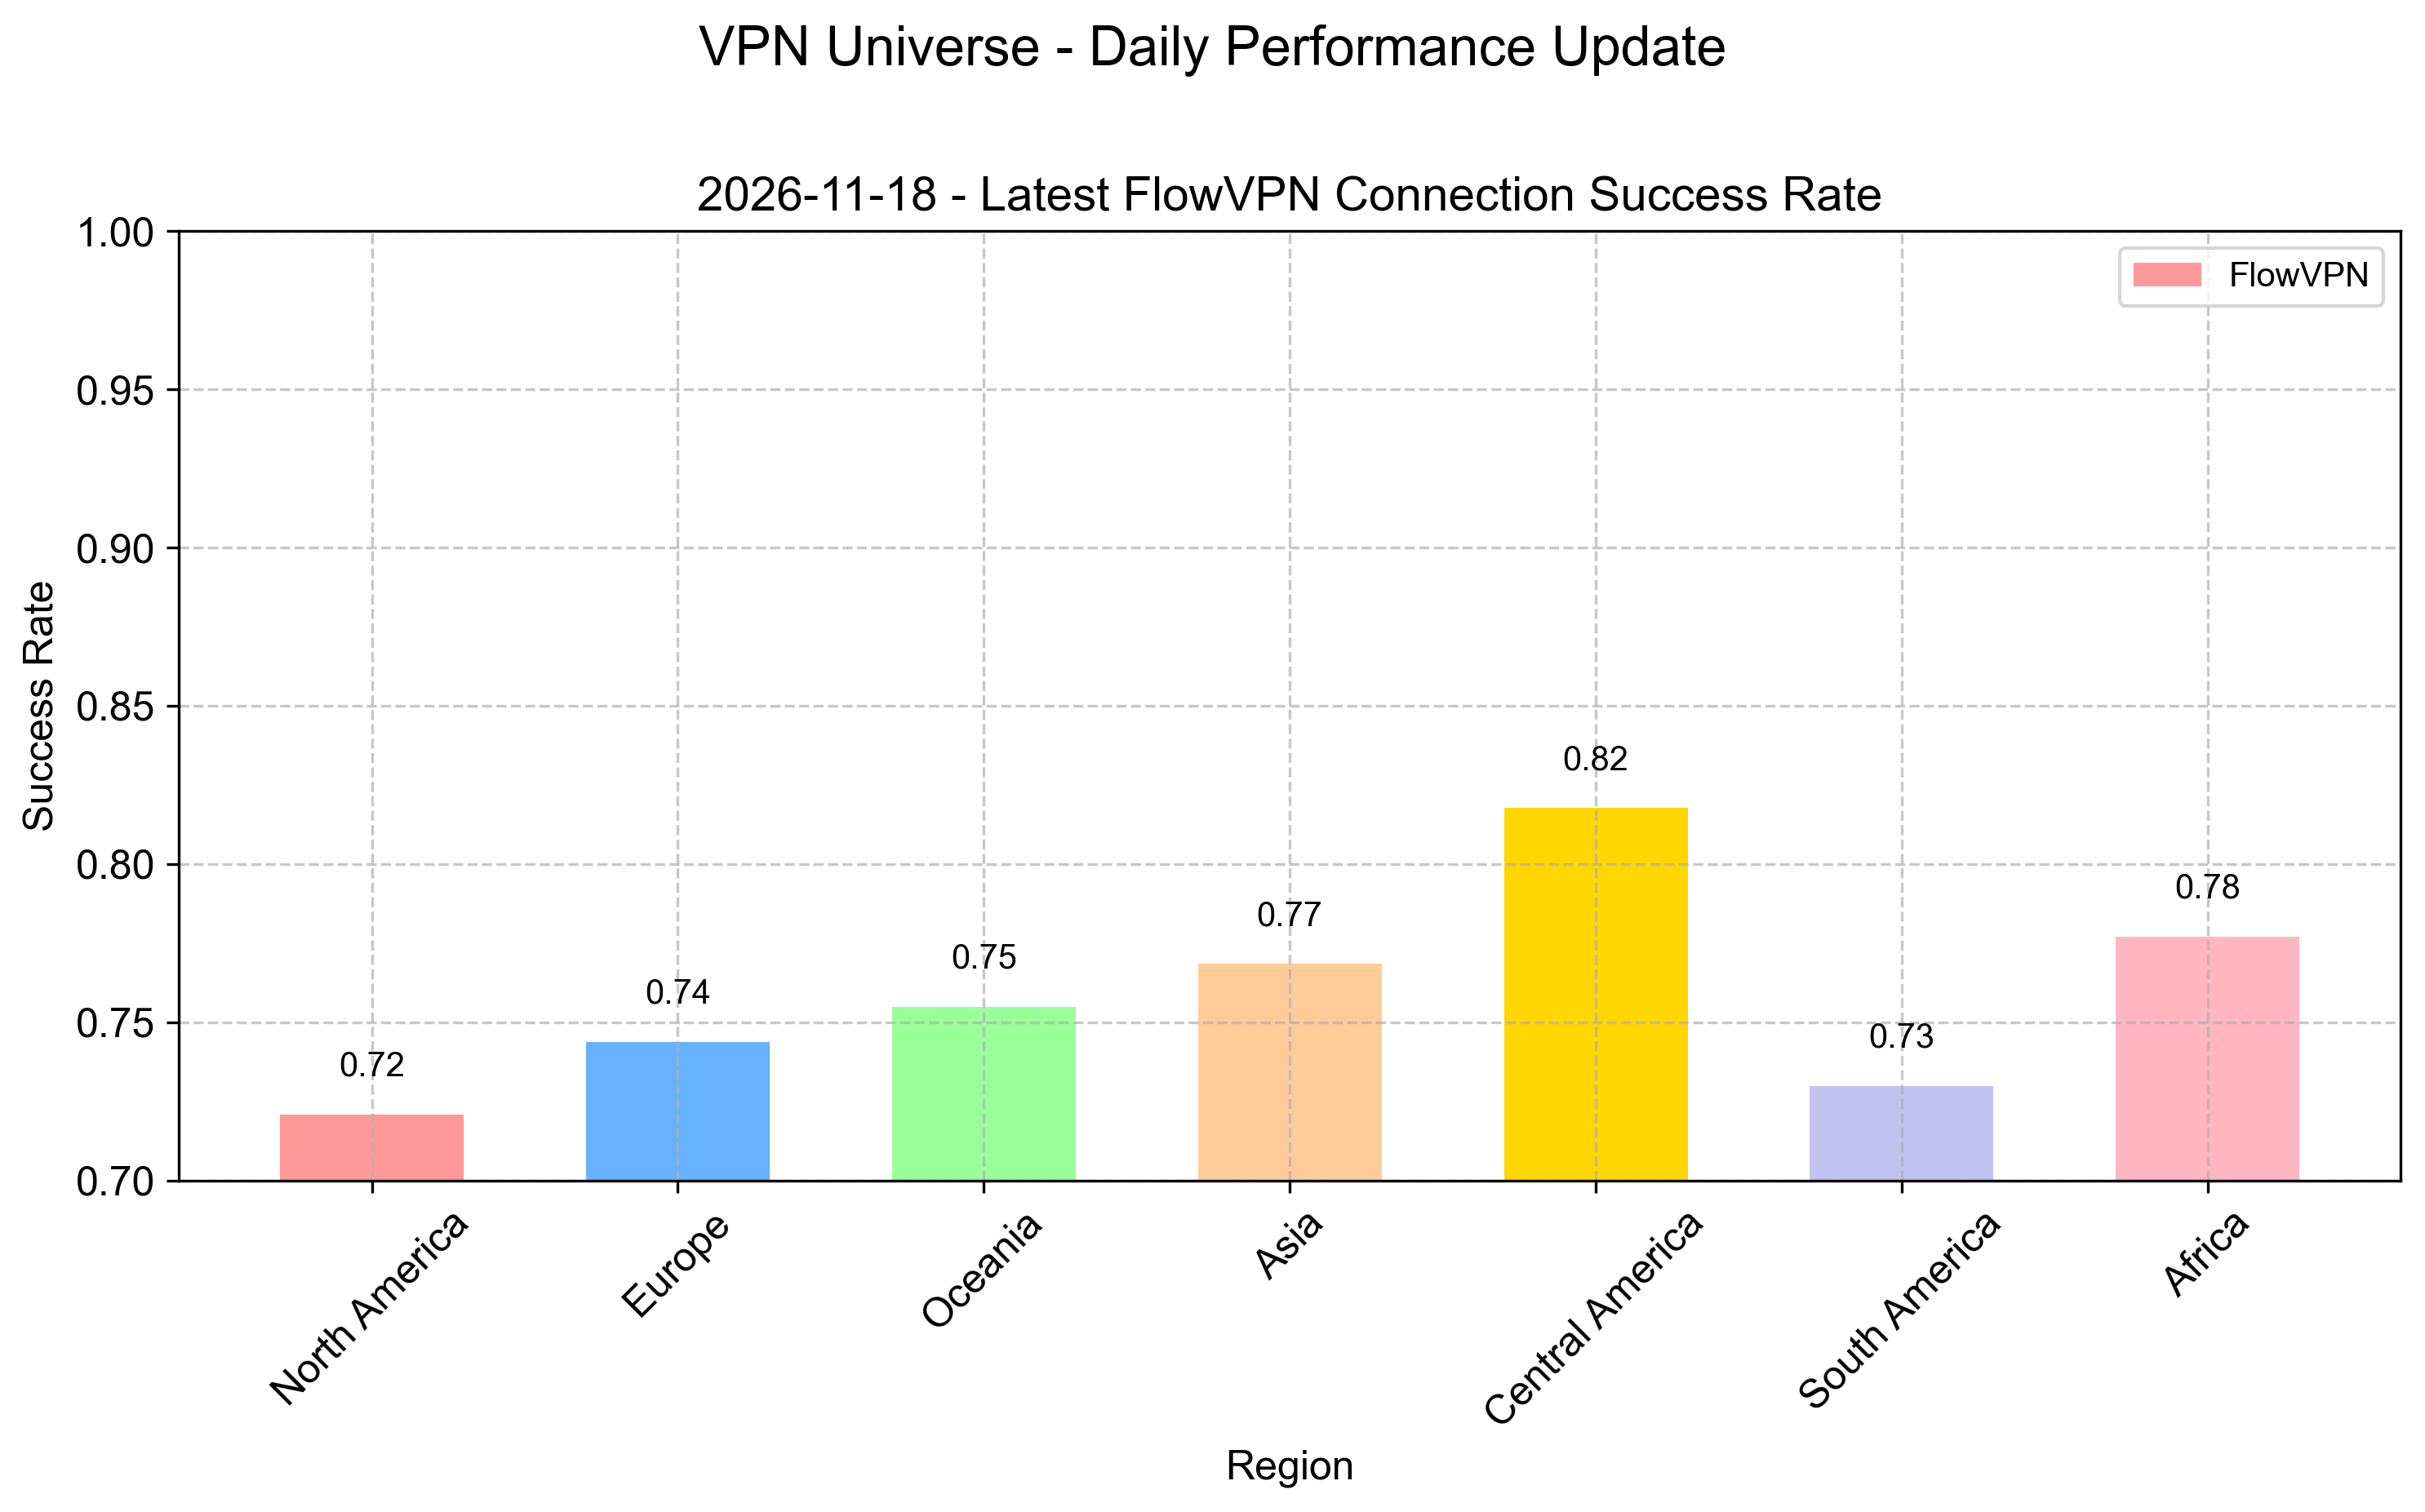 VPN Universe - Daily Performance Update
2026-11-18 - Latest FlowVPN Connection Success Rate
FlowVPN
Success Rate
1.00
0.95
0.90
0.85
0.80
0.75
0.70
0.72
0.74
0.75
0.77
0.82
0.73
0.78
North America
Europe
Oceania
Asia
Central America
South America
Africa
Region